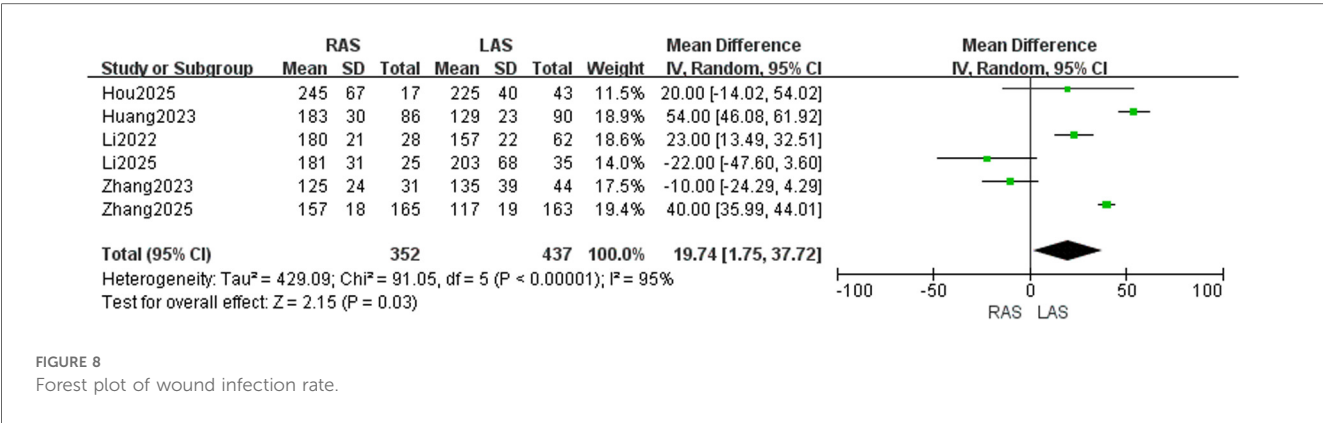 RAS LAS Mean Difference Mean Difference
Study or Subgroup Mean SD Total Mean SD Total Weight IV, Random, 95% CI IV, Random, 95% CI
Hou2025 245 67 17 225 40 43 11.5% 20.00 [-14.02, 54.02]
Huang2023 183 30 86 129 23 90 18.9% 54.00 [46.08, 61.92]
Li2022 180 21 28 157 22 62 18.6% 23.00 [13.49, 32.51]
Li2025 181 31 25 203 68 35 14.0% -22.00 [-47.60, 3.60]
Zhang2023 125 24 31 135 39 44 17.5% -10.00 [-24.29, 4.29]
Zhang2025 157 18 165 117 19 163 19.4% 40.00 [35.99, 44.01]
Total (95% CI) 352 437 100.0% 19.74 [1.75, 37.72]
Heterogeneity: Tau² = 429.09; Chi² = 91.05, df = 5 (P < 0.00001); I² = 95%
Test for overall effect: Z = 2.15 (P = 0.03)
-100 -50 0 50 100
RAS LAS
FIGURE 8
Forest plot of wound infection rate.